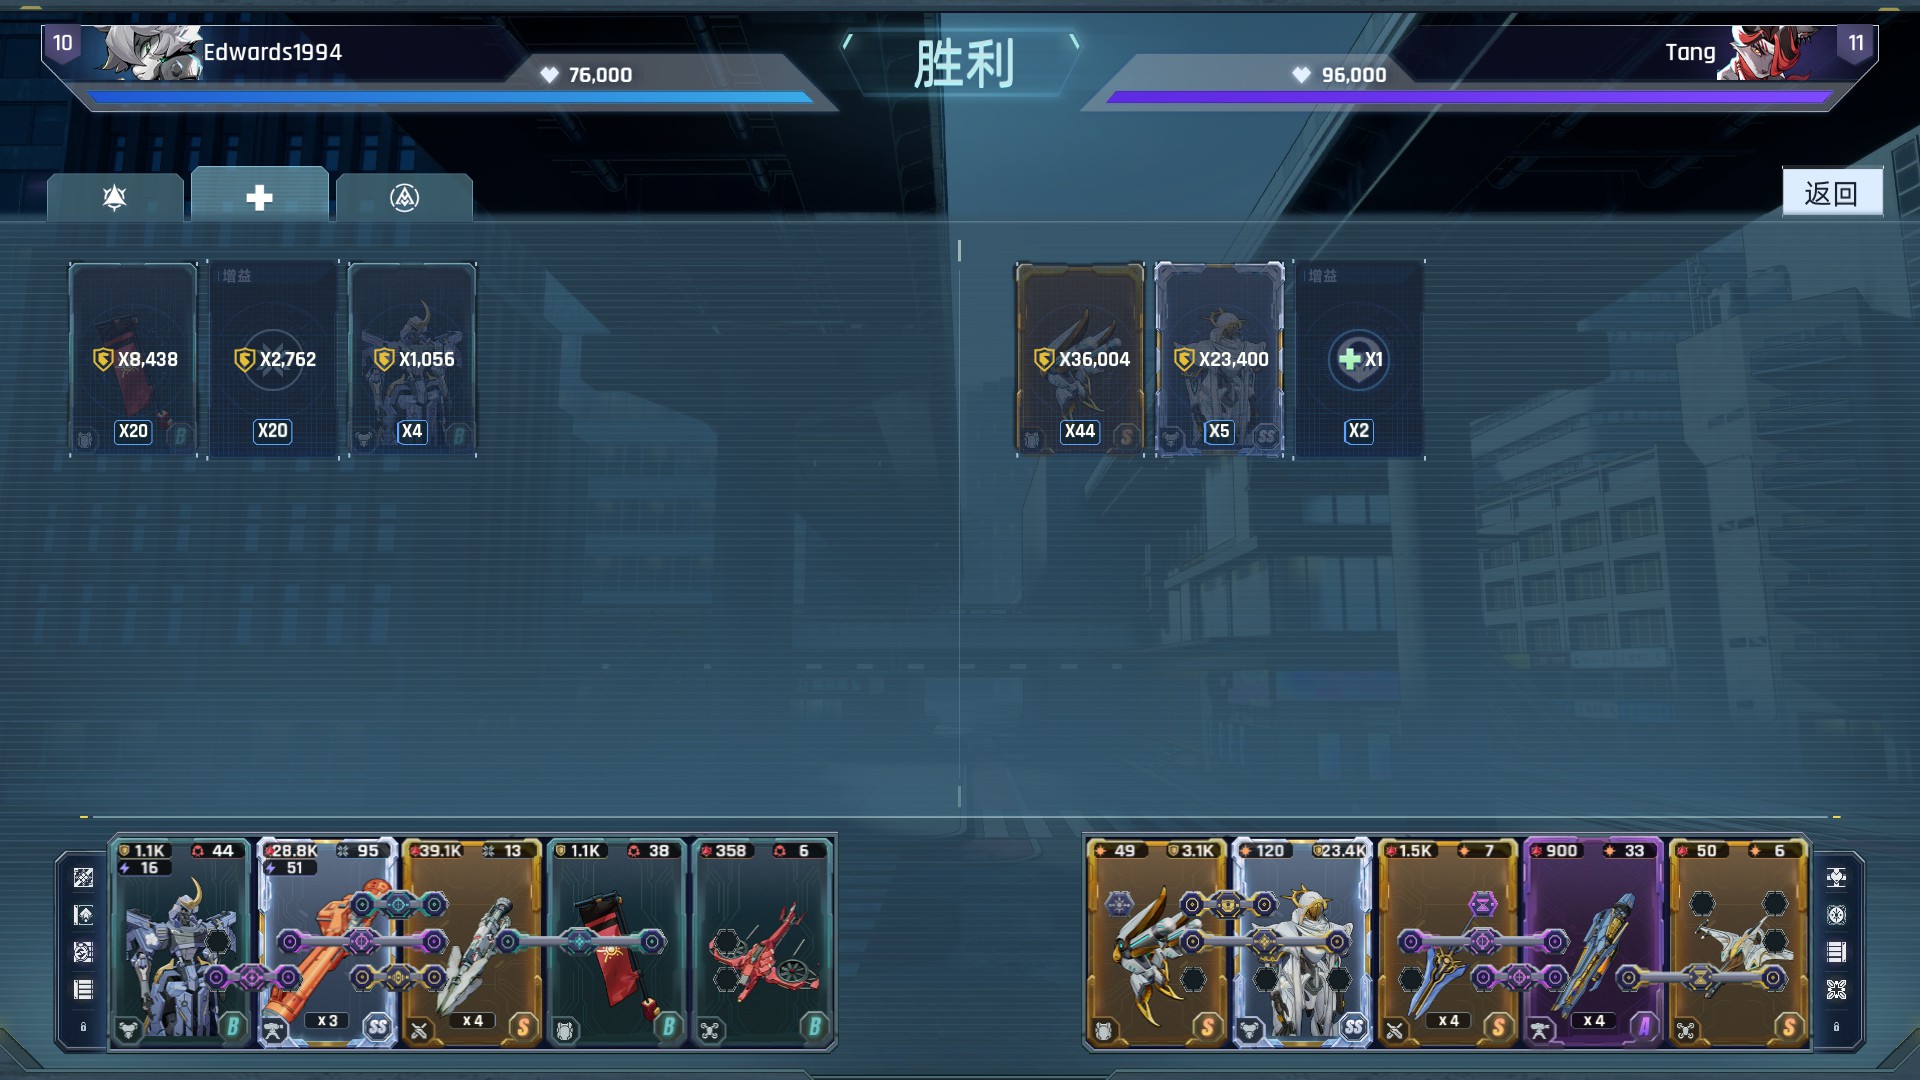 10
Edwards1994
76,000
胜利
96,000
Tang
11
返回
增益
增益
X8,438
X2,762
X1,056
X36,004
X23,400
X1
X20
B
X20
X4
B
X44
S
X5
SS
X2
1.1K 44
16
28.8K 95
51
39.1K 13
1.1K 38
358 6
49 3.1K
120 23.4K
1.5K 7
900 33
50 6
B
x3
SS
x4
S
B
B
S
SS
x4
S
x4
A
S